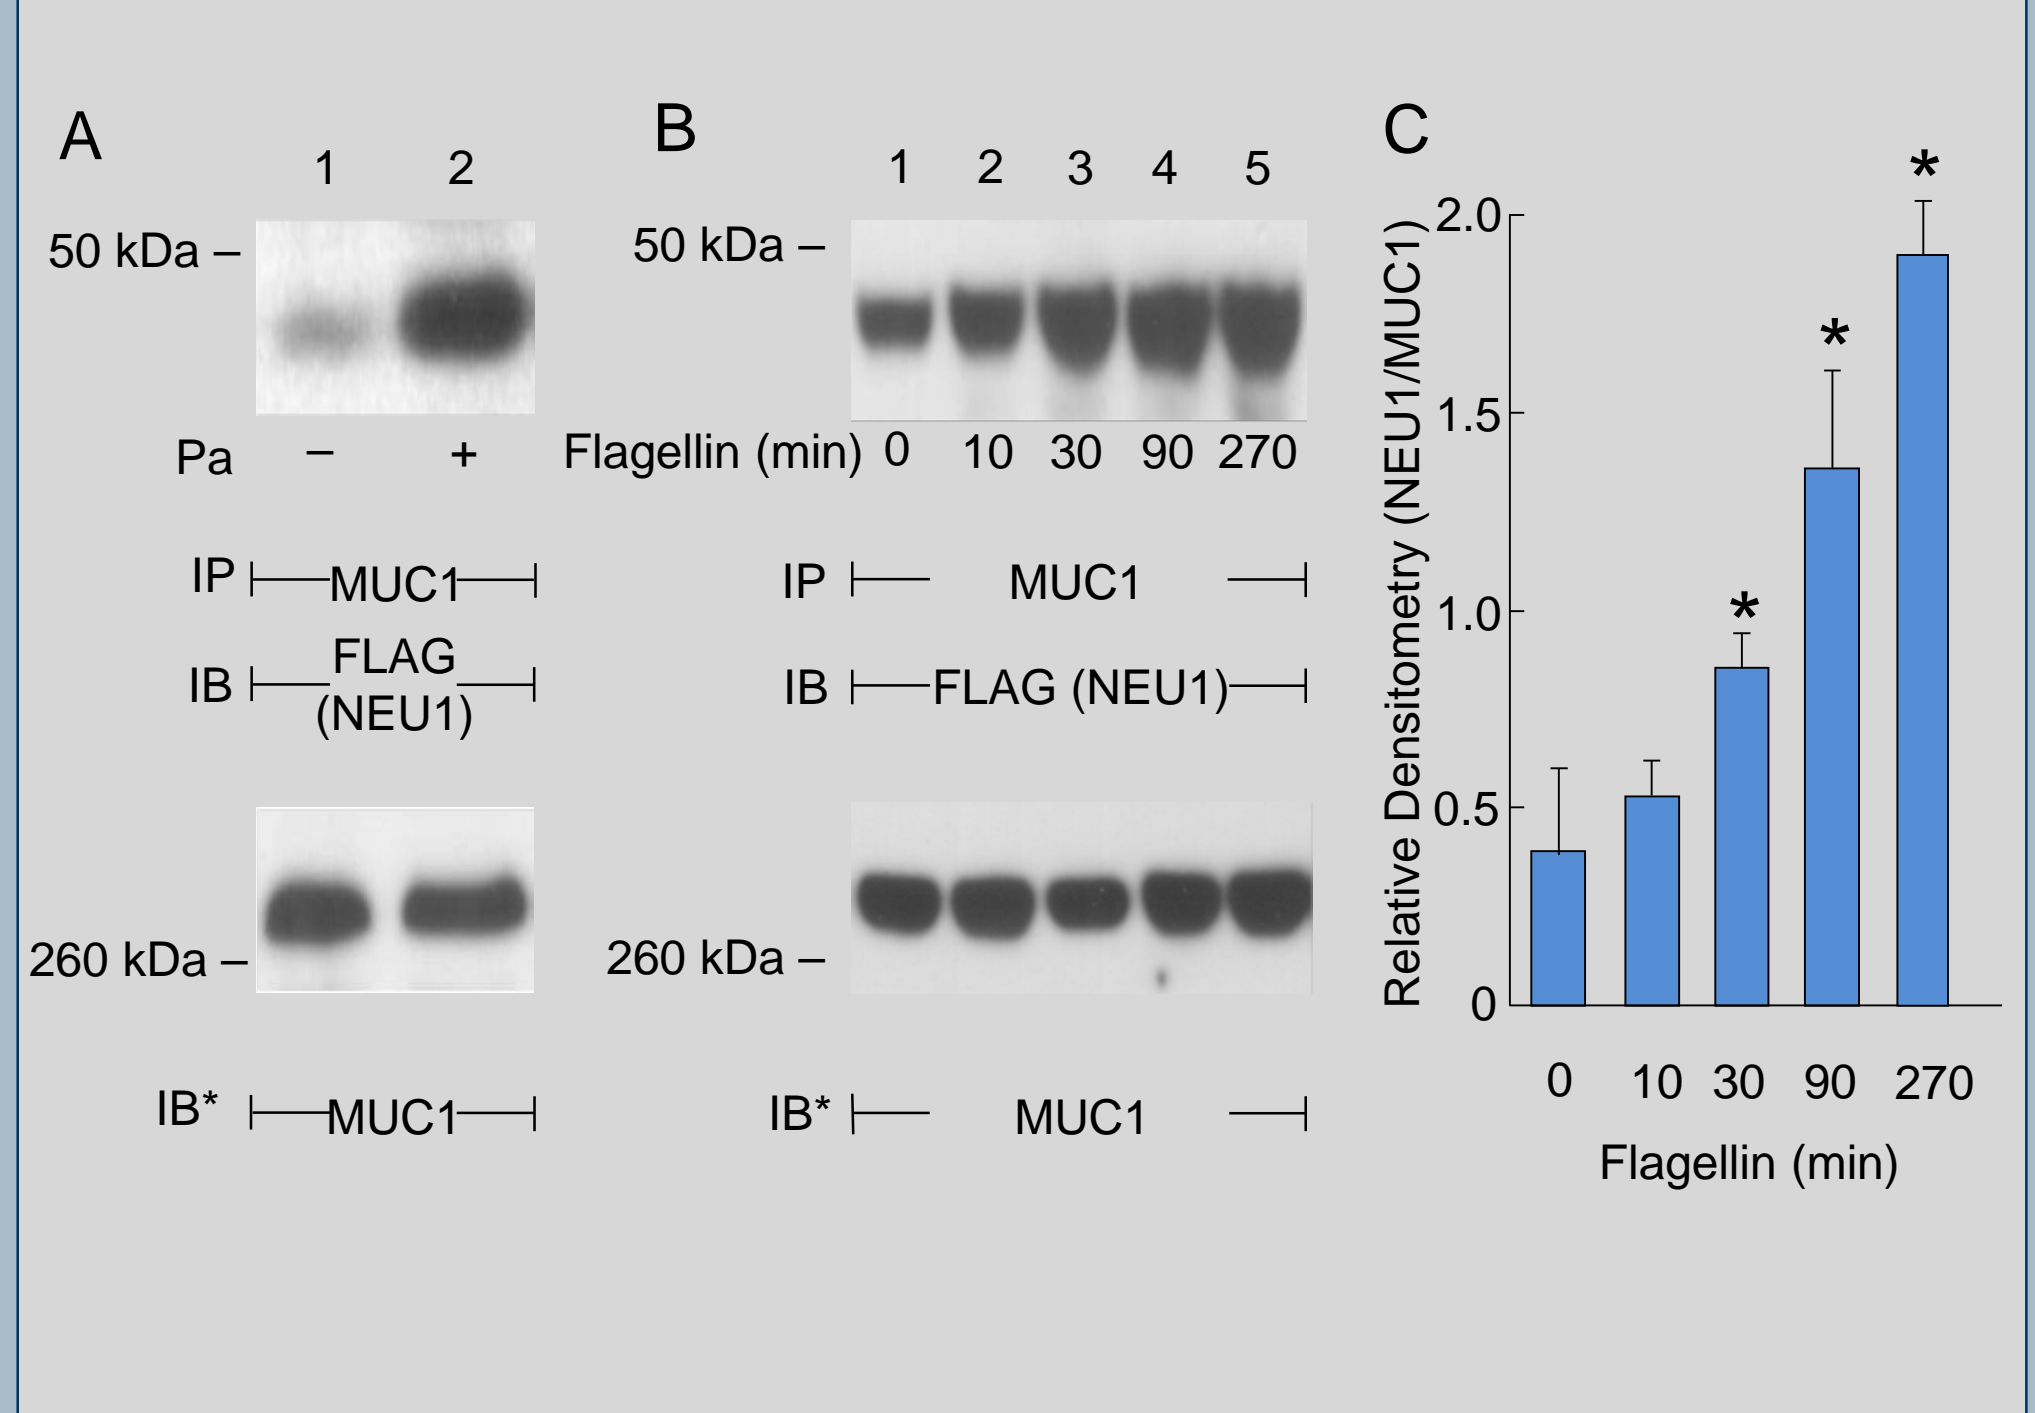 A
1 2
50 kDa –
Pa – +
IP MUC1
IB FLAG
(NEU1)
260 kDa –
IB* MUC1
B
1 2 3 4 5
50 kDa –
Flagellin (min) 0 10 30 90 270
IP MUC1
IB FLAG (NEU1)
260 kDa –
IB* MUC1
C
Relative Densitometry (NEU1/MUC1)
2.0
1.5
1.0
0.5
0
*
*
*
0 10 30 90 270
Flagellin (min)